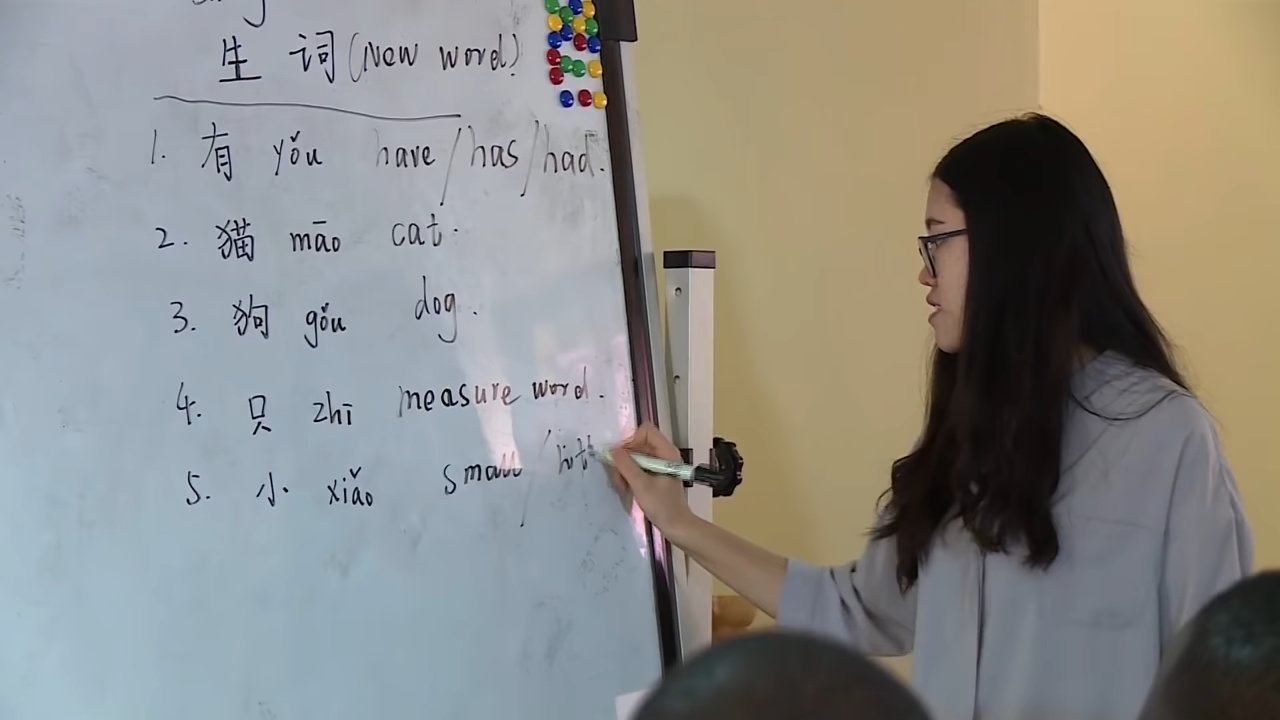 生词(New word)
1. 有 yǒu have/has/had.
2. 猫 māo cat.
3. 狗 gǒu dog.
4. 只 zhī measure word.
5. 小 xiǎo small/litt